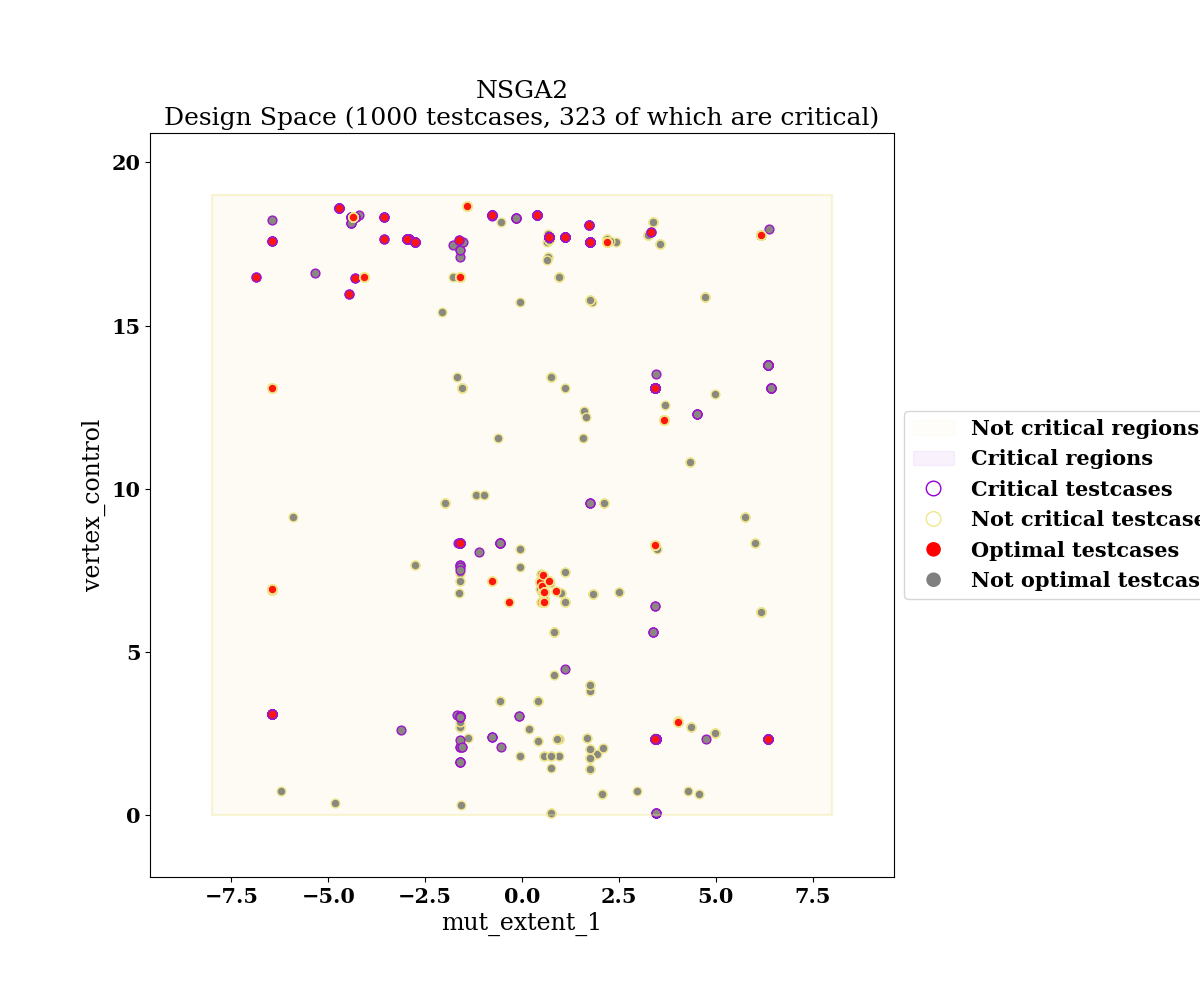 NSGA2
Design Space (1000 testcases, 323 of which are critical)
20
15
10
5
0
vertex_control
−7.5 −5.0 −2.5 0.0 2.5 5.0 7.5
mut_extent_1
Not critical regions
Critical regions
Critical testcases
Not critical testcase
Optimal testcases
Not optimal testcas